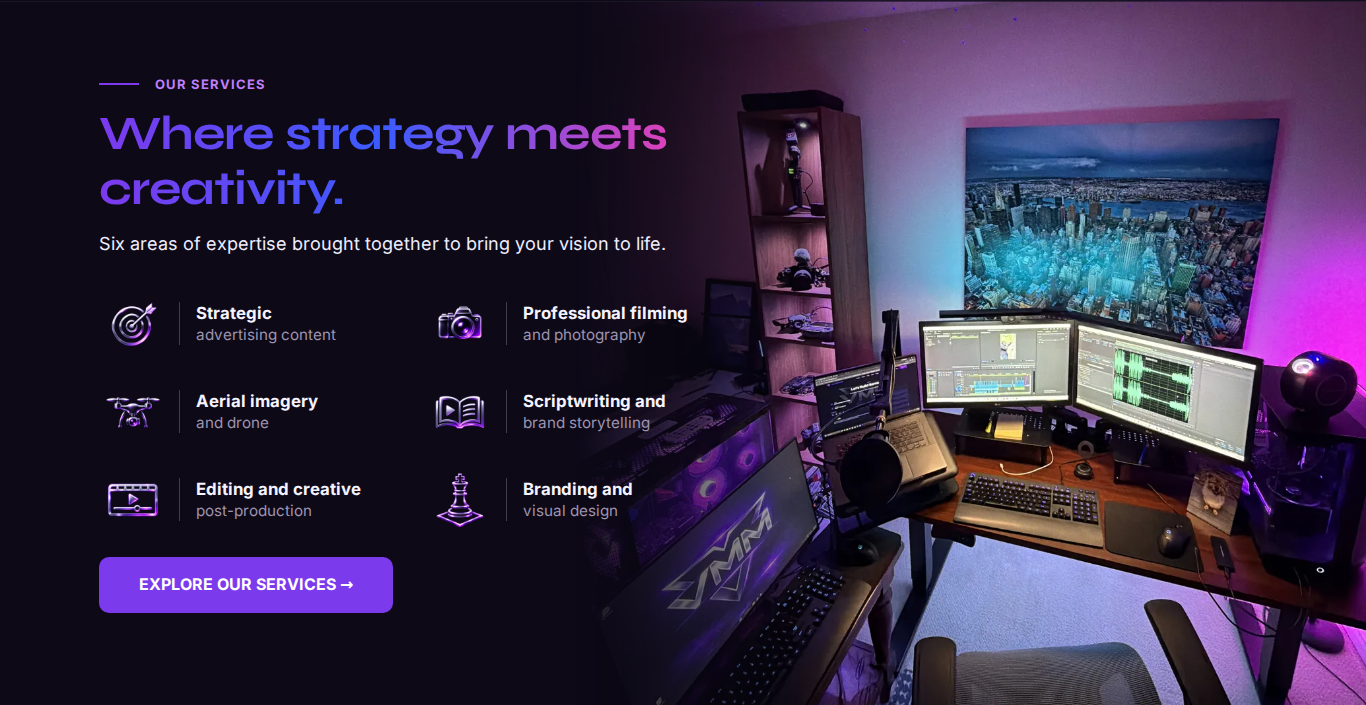 OUR SERVICES
Where strategy meets
creativity.
Six areas of expertise brought together to bring your vision to life.
Strategic
advertising content
Professional filming
and photography
Aerial imagery
and drone
Scriptwriting and
brand storytelling
Editing and creative
post-production
Branding and
visual design
EXPLORE OUR SERVICES →